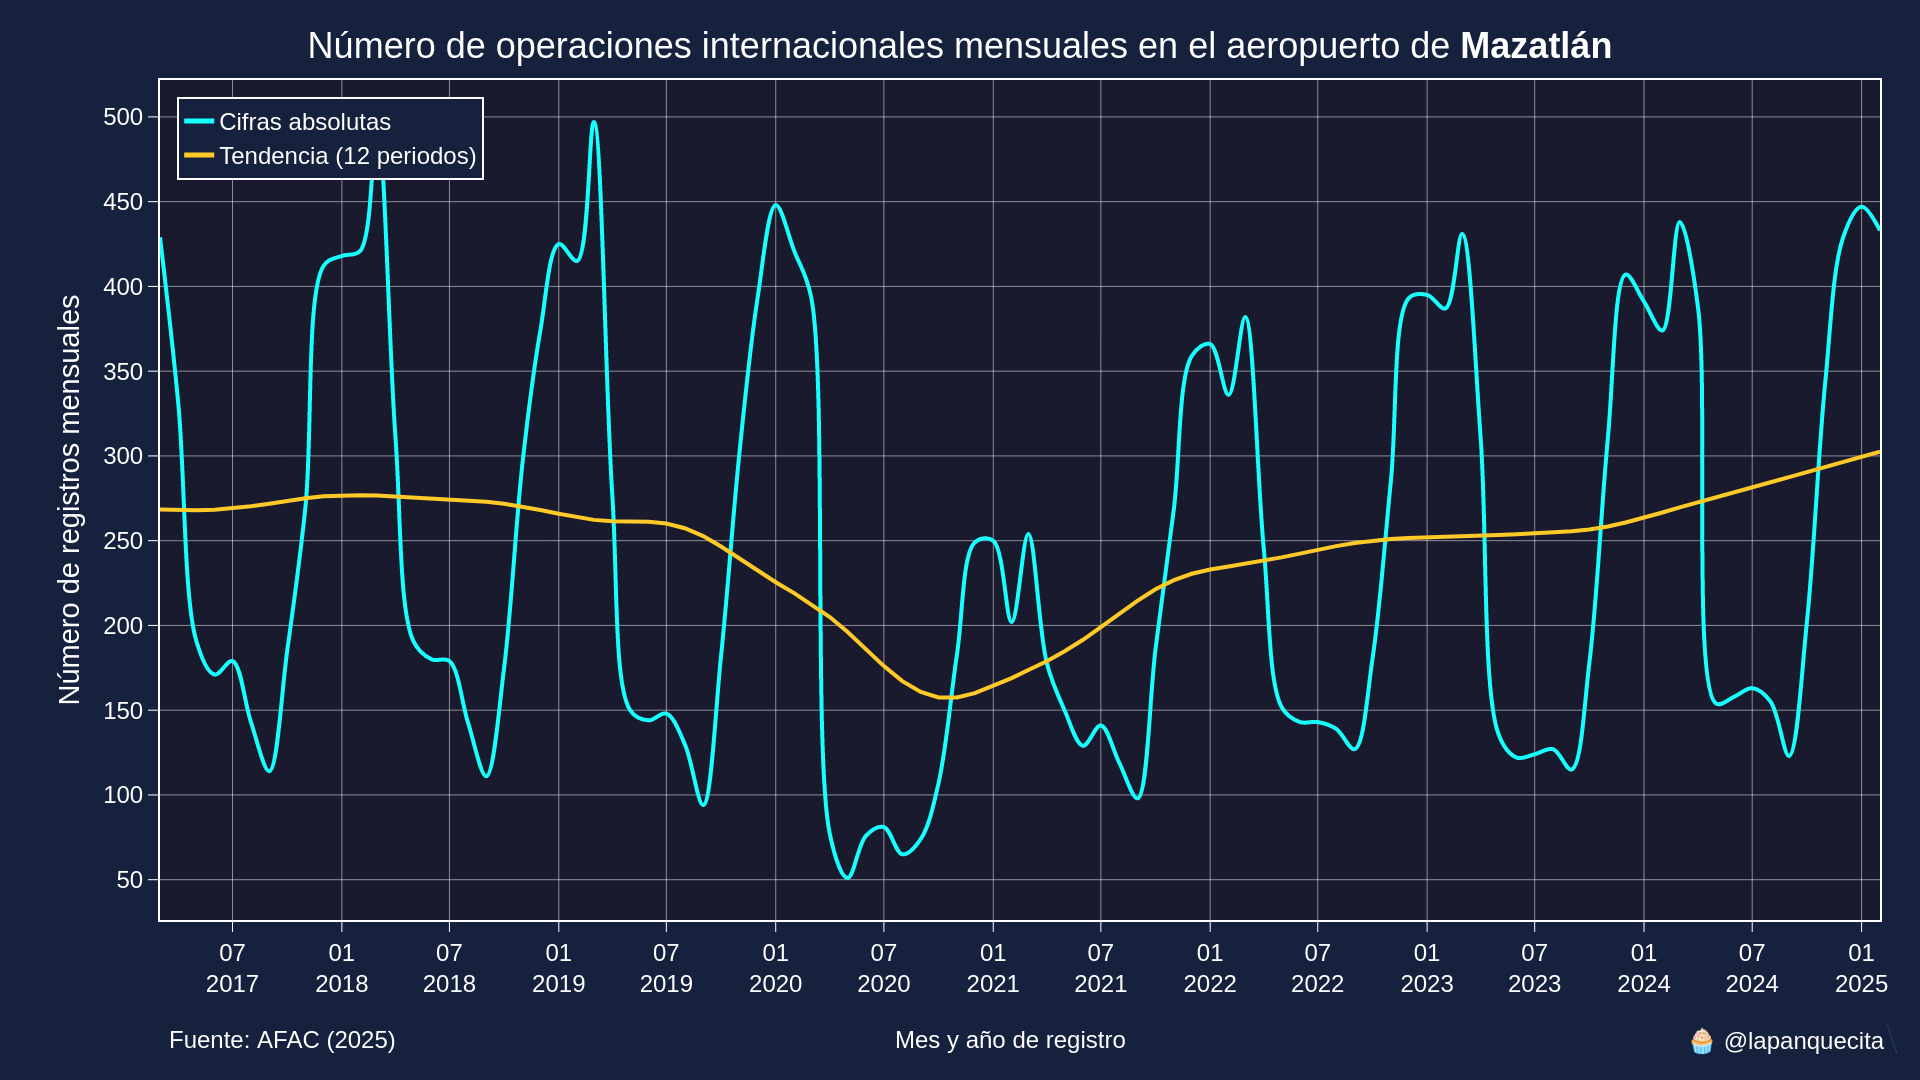 Número de operaciones internacionales mensuales en el aeropuerto de Mazatlán
Cifras absolutas
Tendencia (12 periodos)
Número de registros mensuales
500
450
400
350
300
250
200
150
100
50
07 01 07 01 07 01 07 01 07 01 07 01 07 01 07 01
2017 2018 2018 2019 2019 2020 2020 2021 2021 2022 2022 2023 2023 2024 2024 2025
Fuente: AFAC (2025)
Mes y año de registro
🧁 @lapanquecita